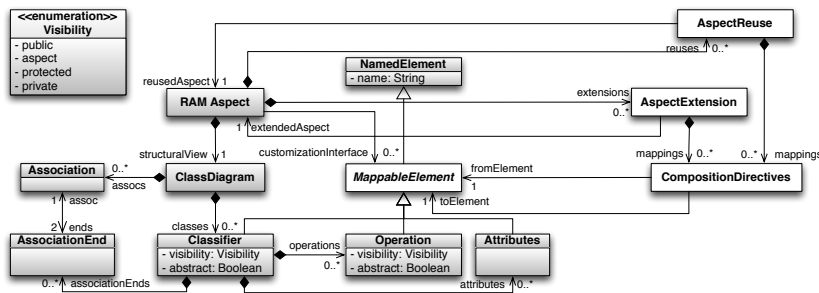 <<enumeration>>
Visibility
- public
- aspect
- protected
- private
AspectReuse
reuses 0..*
NamedElement
- name: String
reusedAspect 1
RAM Aspect
extensions
0..*
AspectExtension
1 extendedAspect
structuralView 1
customizationInterface 0..*
mappings 0..*
0..* mappings
Association
0..*
assocs
ClassDiagram
MappableElement
fromElement
1
CompositionDirectives
1 toElement
1 assoc
2 ends
classes 0..*
AssociationEnd
Classifier
- visibility: Visibility
- abstract: Boolean
operations
0..*
Operation
- visibility: Visibility
- abstract: Boolean
Attributes
0..* associationEnds
attributes 0..*